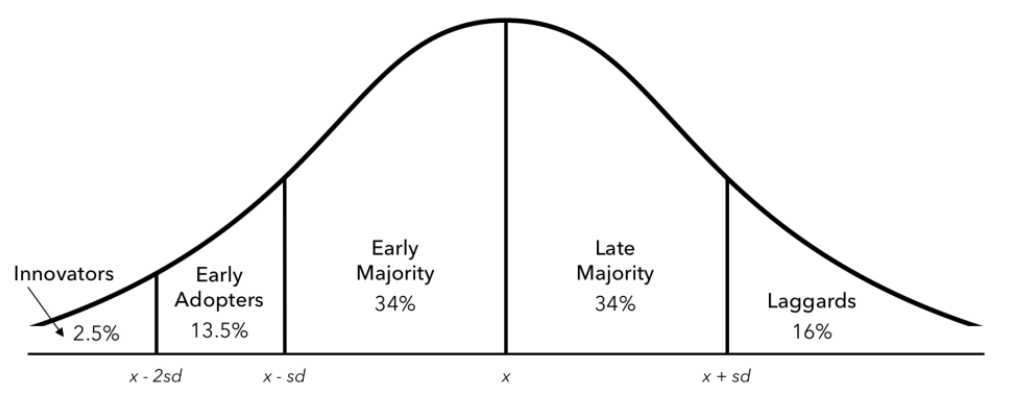 Innovators
2.5%
Early
Adopters
13.5%
Early
Majority
34%
Late
Majority
34%
Laggards
16%
x - 2sd
x - sd
x
x + sd